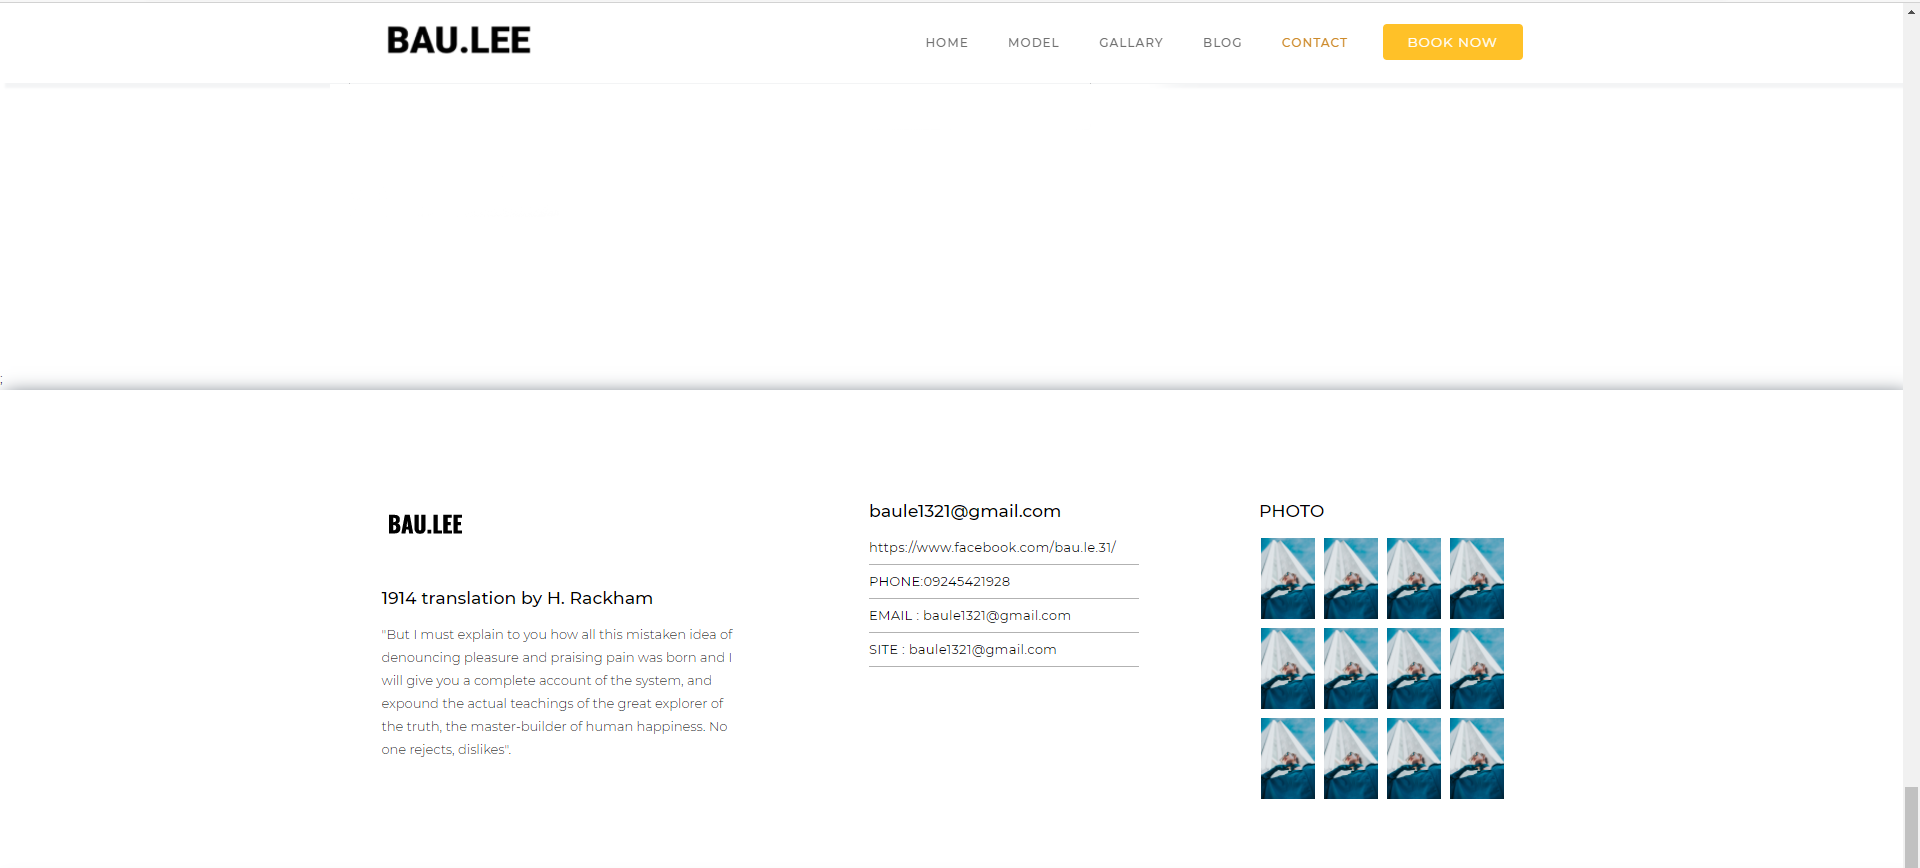 BAU.LEE
HOME MODEL GALLARY BLOG CONTACT BOOK NOW
;
BAU.LEE
1914 translation by H. Rackham
"But I must explain to you how all this mistaken idea of
denouncing pleasure and praising pain was born and I
will give you a complete account of the system, and
expound the actual teachings of the great explorer of
the truth, the master-builder of human happiness. No
one rejects, dislikes".
baule1321@gmail.com
https://www.facebook.com/bau.le.31/
PHONE:09245421928
EMAIL : baule1321@gmail.com
SITE : baule1321@gmail.com
PHOTO